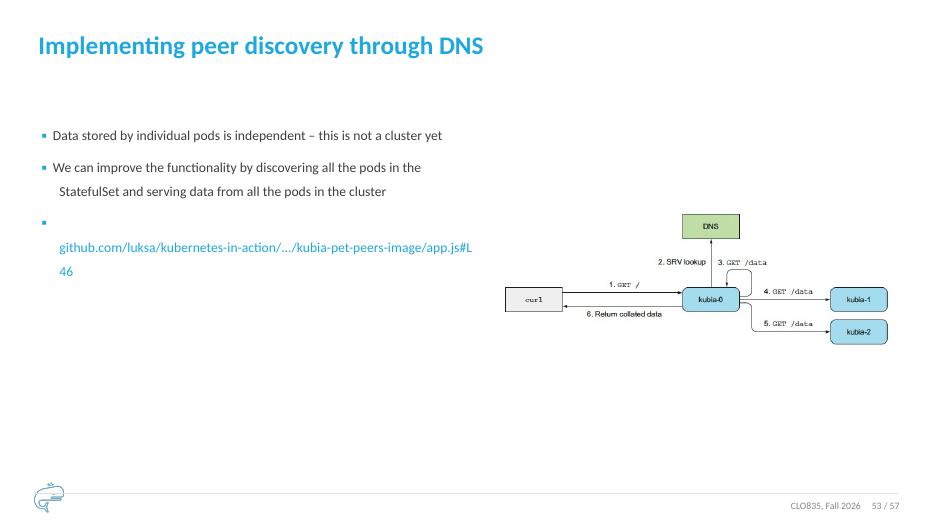 Implementing peer discovery through DNS
▪ Data stored by individual pods is independent – this is not a cluster yet
▪ We can improve the functionality by discovering all the pods in the
StatefulSet and serving data from all the pods in the cluster
▪
github.com/luksa/kubernetes-in-action/.../kubia-pet-peers-image/app.js#L
46
DNS
2. SRV lookup
3. GET /data
1. GET /
4. GET /data
curl
kubia-0
kubia-1
6. Return collated data
5. GET /data
kubia-2
CLO835, Fall 2026 53 / 57